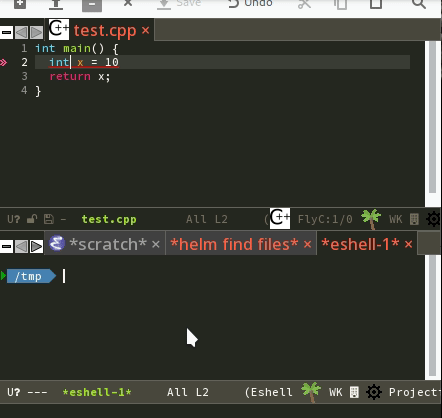 Save Undo
C++ test.cpp ×
1 int main() {
2 int x = 10
3 return x;
4 }
U? - test.cpp All L2 (C++ FlyC:1/0 WK
*scratch* × *helm find files* × *eshell-1* ×
/tmp
U? --- *eshell-1* All L2 (Eshell WK Project